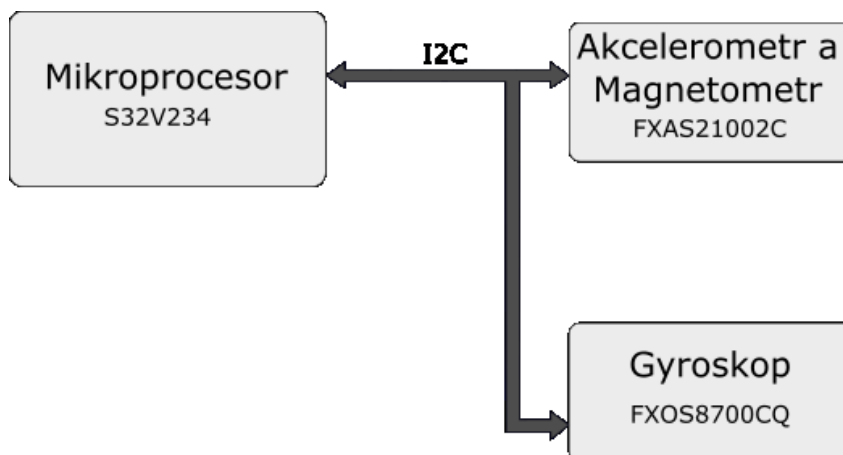 Mikroprocesor
S32V234
I2C
Akcelerometr a
Magnetometr
FXAS21002C
Gyroskop
FXOS8700CQ